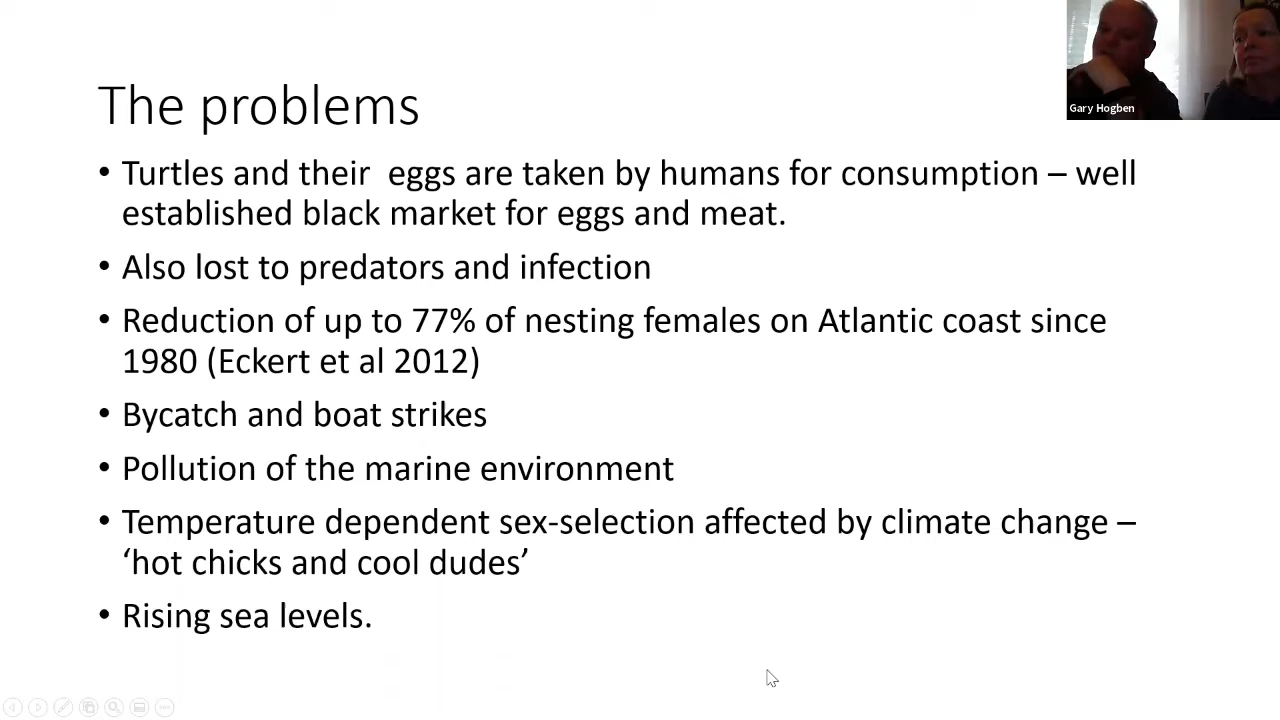 The problems
Gary Hogben
• Turtles and their  eggs are taken by humans for consumption – well
established black market for eggs and meat.
• Also lost to predators and infection
• Reduction of up to 77% of nesting females on Atlantic coast since
1980 (Eckert et al 2012)
• Bycatch and boat strikes
• Pollution of the marine environment
• Temperature dependent sex-selection affected by climate change –
‘hot chicks and cool dudes’
• Rising sea levels.